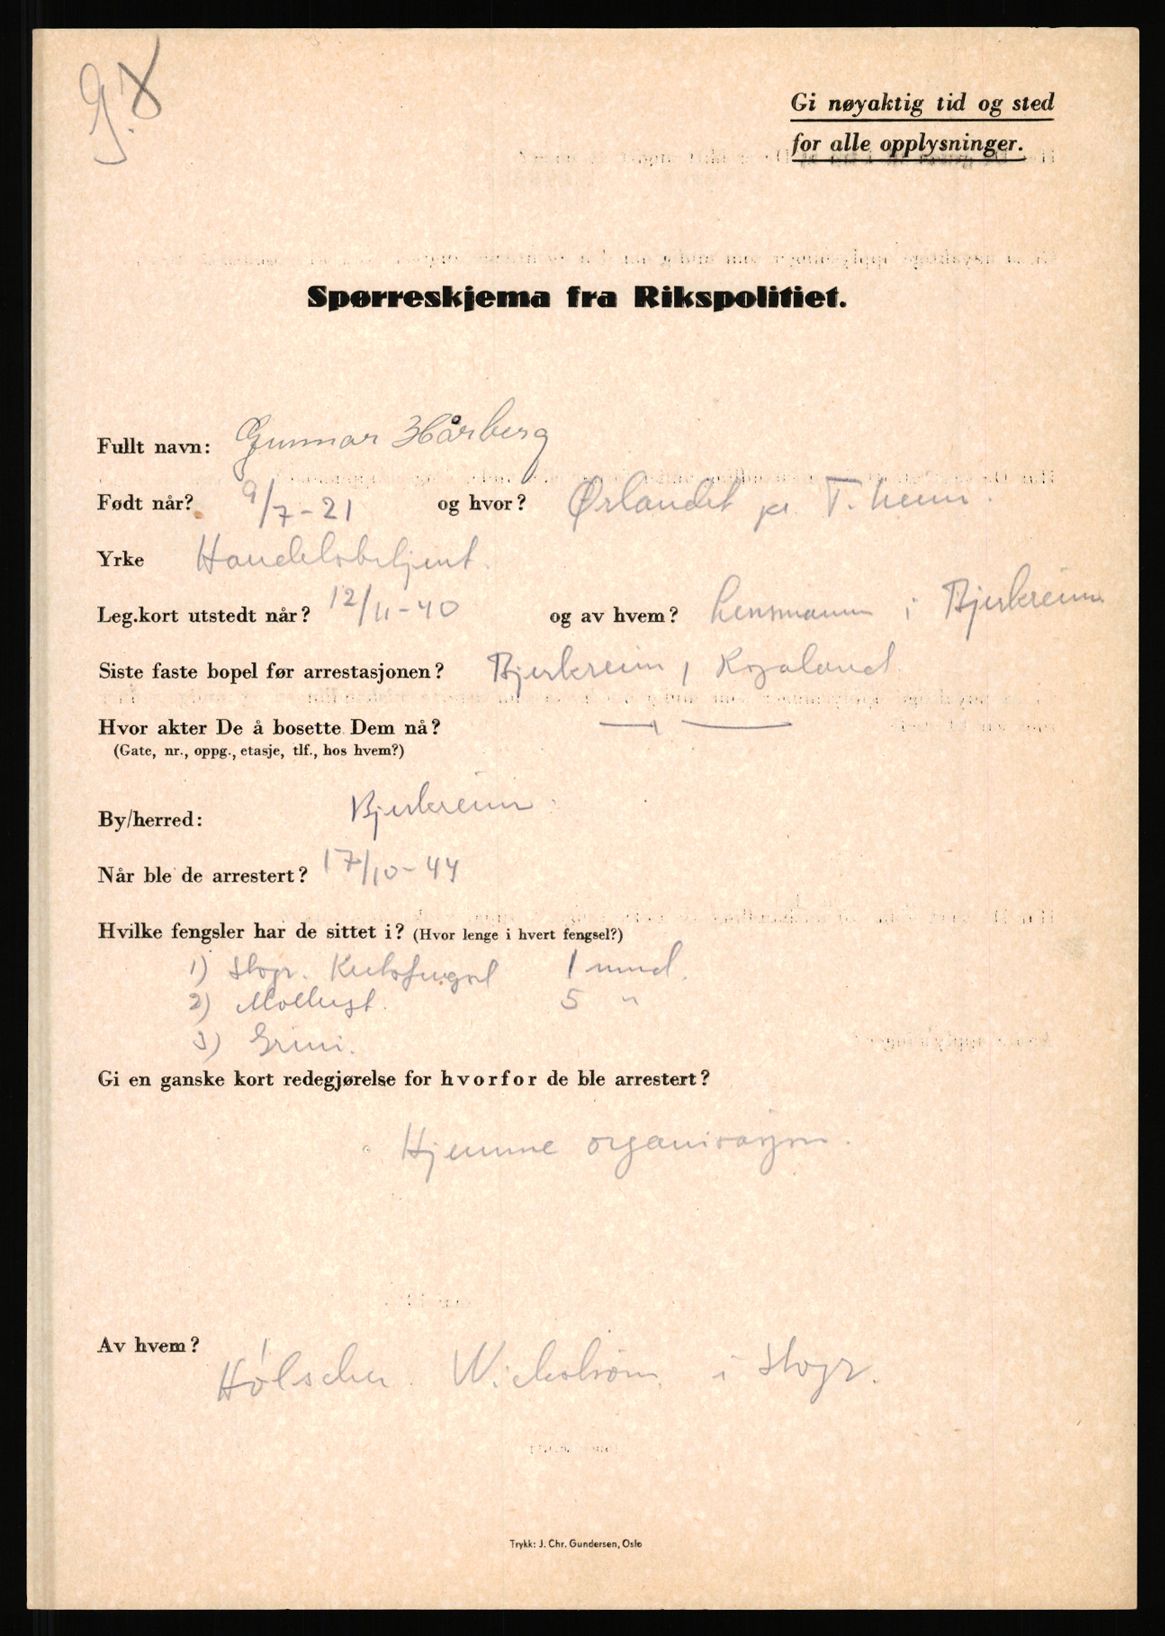 G.8
Gi nøyaktig tid og sted
for alle opplysninger.
Spørreskjema fra Rikspolitiet.
Fullt navn: Gunnar Hårberg
Født når? 9/7-21 og hvor? Ørlandet pr. T.heim.
Yrke Handelsbetjent.
Leg.kort utstedt når? 12/11-40 og av hvem? Lensmann i Bjerkreim
Siste faste bopel før arrestasjonen? Bjerkreim, Rogaland.
Hvor akter De å bosette Dem nå? — „ —
(Gate, nr., oppg., etasje, tlf., hos hvem?)
By/herred: Bjerkreim.
Når ble de arrestert? 17/10-44
Hvilke fengsler har de sittet i? (Hvor lenge i hvert fengsel?)
1) Stvgr. Kretsfengsel 1 mnd.
2) Møllergt. 5 "
3) Grini.
Gi en ganske kort redegjørelse for hvorfor de ble arrestert?
Hjemme organisasjon.
Av hvem?
Hølscher. Wickstrøm i Stvgr.
Trykk: J. Chr. Gundersen, Oslo